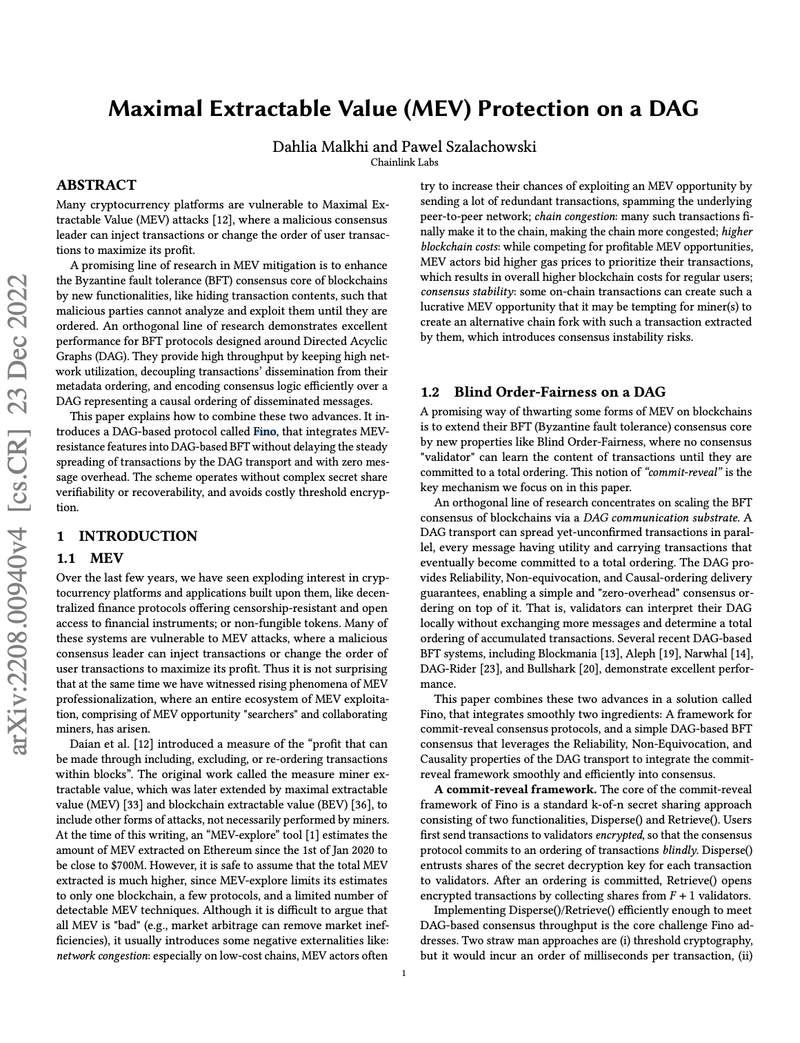 Maximal Extractable Value (MEV) Protection on a DAG
Dahlia Malkhi and Pawel Szalachowski
Chainlink Labs
ABSTRACT
Many cryptocurrency platforms are vulnerable to Maximal Ex-
tractable Value (MEV) attacks [12], where a malicious consensus
leader can inject transactions or change the order of user transac-
tions to maximize its profit.
A promising line of research in MEV mitigation is to enhance
the Byzantine fault tolerance (BFT) consensus core of blockchains
by new functionalities, like hiding transaction contents, such that
malicious parties cannot analyze and exploit them until they are
ordered. An orthogonal line of research demonstrates excellent
performance for BFT protocols designed around Directed Acyclic
Graphs (DAG). They provide high throughput by keeping high net-
work utilization, decoupling transactions' dissemination from their
metadata ordering, and encoding consensus logic efficiently over a
DAG representing a causal ordering of disseminated messages.
This paper explains how to combine these two advances. It in-
troduces a DAG-based protocol called Fino, that integrates MEV-
resistance features into DAG-based BFT without delaying the steady
spreading of transactions by the DAG transport and with zero mes-
sage overhead. The scheme operates without complex secret share
verifiability or recoverability, and avoids costly threshold encryp-
tion.
1 INTRODUCTION
1.1 MEV
Over the last few years, we have seen exploding interest in cryp-
tocurrency platforms and applications built upon them, like decen-
tralized finance protocols offering censorship-resistant and open
access to financial instruments; or non-fungible tokens. Many of
these systems are vulnerable to MEV attacks, where a malicious
consensus leader can inject transactions or change the order of
user transactions to maximize its profit. Thus it is not surprising
that at the same time we have witnessed rising phenomena of MEV
professionalization, where an entire ecosystem of MEV exploita-
tion, comprising of MEV opportunity "searchers" and collaborating
miners, has arisen.
Daian et al. [12] introduced a measure of the “profit that can
be made through including, excluding, or re-ordering transactions
within blocks”. The original work called the measure miner ex-
tractable value, which was later extended by maximal extractable
value (MEV) [33] and blockchain extractable value (BEV) [36], to
include other forms of attacks, not necessarily performed by miners.
At the time of this writing, an “MEV-explore” tool [1] estimates the
amount of MEV extracted on Ethereum since the 1st of Jan 2020 to
be close to $700M. However, it is safe to assume that the total MEV
extracted is much higher, since MEV-explore limits its estimates
to only one blockchain, a few protocols, and a limited number of
detectable MEV techniques. Although it is difficult to argue that
all MEV is "bad" (e.g., market arbitrage can remove market inef-
ficiencies), it usually introduces some negative externalities like:
network congestion: especially on low-cost chains, MEV actors often
try to increase their chances of exploiting an MEV opportunity by
sending a lot of redundant transactions, spamming the underlying
peer-to-peer network; chain congestion: many such transactions fi-
nally make it to the chain, making the chain more congested; higher
blockchain costs: while competing for profitable MEV opportunities,
MEV actors bid higher gas prices to prioritize their transactions,
which results in overall higher blockchain costs for regular users;
consensus stability: some on-chain transactions can create such a
lucrative MEV opportunity that it may be tempting for miner(s) to
create an alternative chain fork with such a transaction extracted
by them, which introduces consensus instability risks.
1.2 Blind Order-Fairness on a DAG
A promising way of thwarting some forms of MEV on blockchains
is to extend their BFT (Byzantine fault tolerance) consensus core
by new properties like Blind Order-Fairness, where no consensus
"validator" can learn the content of transactions until they are
committed to a total ordering. This notion of “commit-reveal” is the
key mechanism we focus on in this paper.
An orthogonal line of research concentrates on scaling the BFT
consensus of blockchains via a DAG communication substrate. A
DAG transport can spread yet-unconfirmed transactions in paral-
lel, every message having utility and carrying transactions that
eventually become committed to a total ordering. The DAG pro-
vides Reliability, Non-equivocation, and Causal-ordering delivery
guarantees, enabling a simple and "zero-overhead" consensus or-
dering on top of it. That is, validators can interpret their DAG
locally without exchanging more messages and determine a total
ordering of accumulated transactions. Several recent DAG-based
BFT systems, including Blockmania [13], Aleph [19], Narwhal [14],
DAG-Rider [23], and Bullshark [20], demonstrate excellent perfor-
mance.
This paper combines these two advances in a solution called
Fino, that integrates smoothly two ingredients: A framework for
commit-reveal consensus protocols, and a simple DAG-based BFT
consensus that leverages the Reliability, Non-Equivocation, and
Causality properties of the DAG transport to integrate the commit-
reveal framework smoothly and efficiently into consensus.
A commit-reveal framework. The core of the commit-reveal
framework of Fino is a standard k-of-n secret sharing approach
consisting of two functionalities, Disperse() and Retrieve(). Users
first send transactions to validators encrypted, so that the consensus
protocol commits to an ordering of transactions blindly. Disperse()
entrusts shares of the secret decryption key for each transaction
to validators. After an ordering is committed, Retrieve() opens
encrypted transactions by collecting shares from F + 1 validators.
Implementing Disperse()/Retrieve() efficiently enough to meet
DAG-based consensus throughput is the core challenge Fino ad-
dresses. Two straw man approaches are (i) threshold cryptography,
but it would incur an order of milliseconds per transaction, (ii)
1
arXiv:2208.00940v4 [cs.CR] 23 Dec 2022